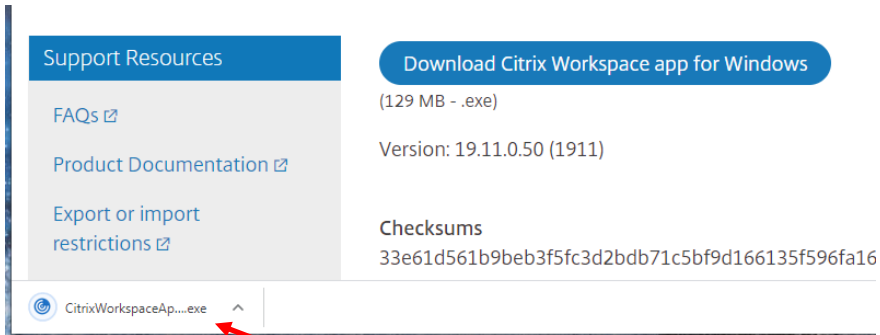 Support Resources
FAQs
Product Documentation
Export or import
restrictions
Download Citrix Workspace app for Windows
(129 MB - .exe)
Version: 19.11.0.50 (1911)
Checksums
33e61d561b9beb3f5fc3d2bdb71c5bf9d166135f596fa16
CitrixWorkspaceAp....exe